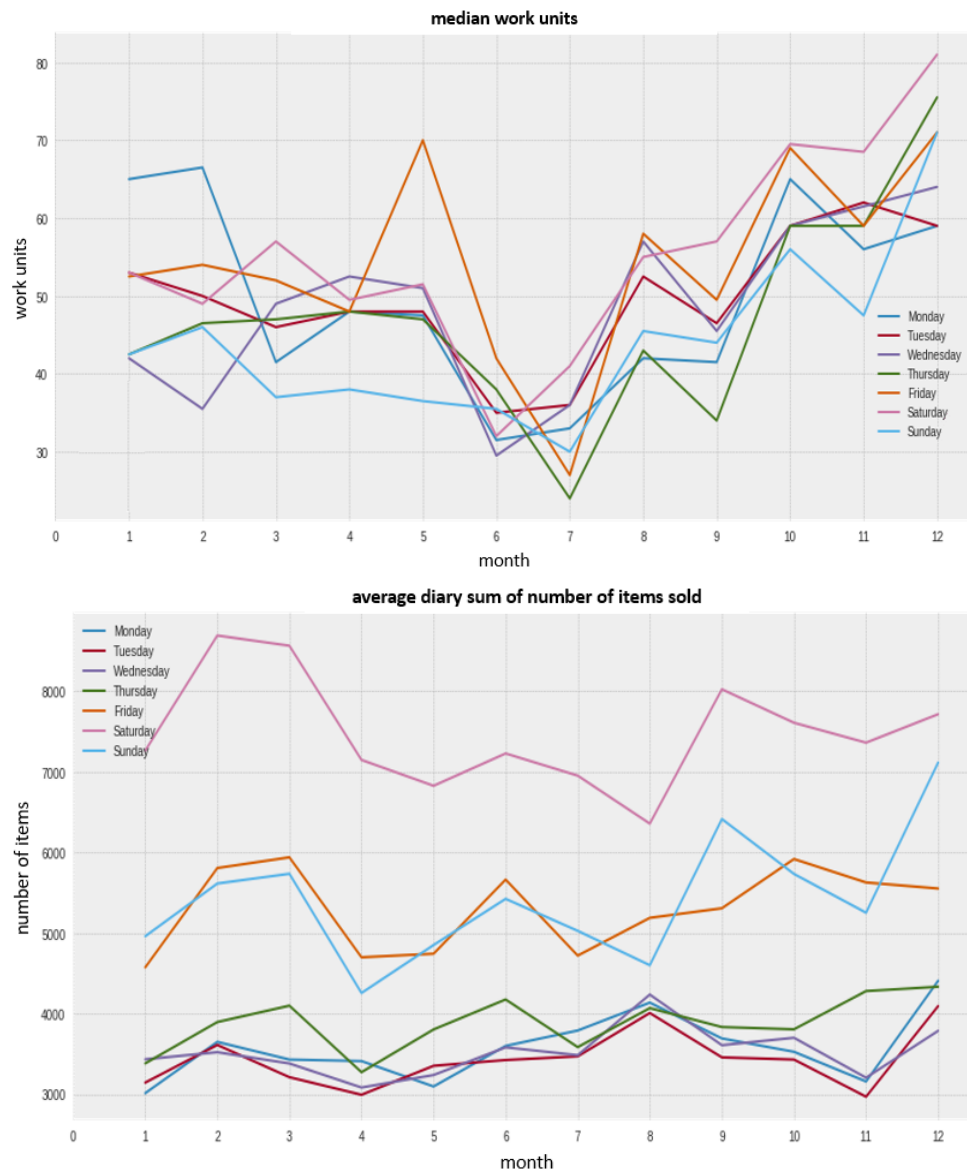 median work units
80
70
60
50
40
30
work units
Monday
Tuesday
Wednesday
Thursday
Friday
Saturday
Sunday
0 1 2 3 4 5 6 7 8 9 10 11 12
month
average diary sum of number of items sold
Monday
Tuesday
Wednesday
Thursday
Friday
Saturday
Sunday
8000
7000
6000
5000
4000
3000
number of items
0 1 2 3 4 5 6 7 8 9 10 11 12
month